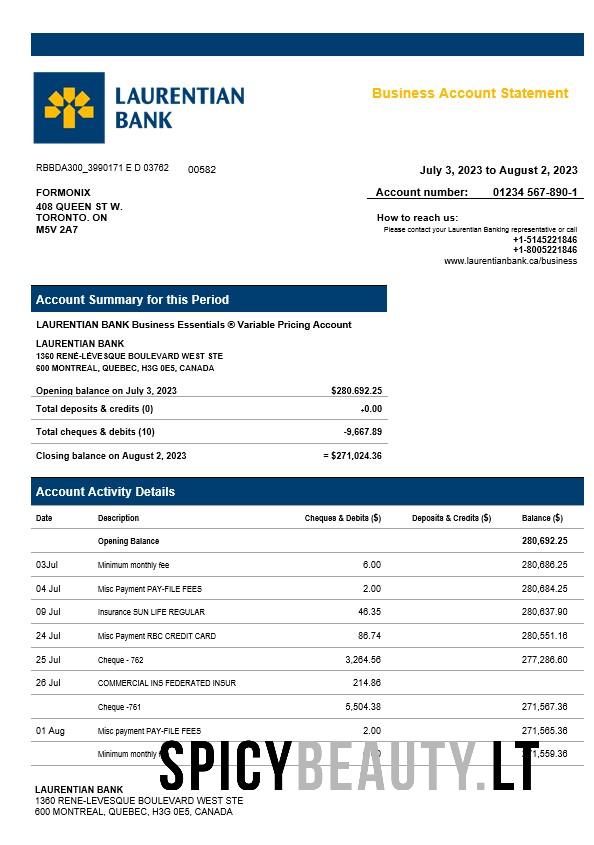 LAURENTIAN
BANK
Business Account Statement
RBBDA300_3990171 E D 03762 00582
July 3, 2023 to August 2, 2023
FORMONIX
408 QUEEN ST W.
TORONTO. ON
M5V 2A7
Account number: 01234 567-890-1
How to reach us:
Please contact your Laurentian Banking representative or call
+1-5145221846
+1-8005221846
www.laurentianbank.ca/business
Account Summary for this Period
LAURENTIAN BANK Business Essentials ® Variable Pricing Account
LAURENTIAN BANK
1360 RENÉ-LÉVESQUE BOULEVARD WEST STE
600 MONTREAL, QUEBEC, H3G 0E5, CANADA
Opening balance on July 3, 2023 $280.692.25
Total deposits & credits (0) +0.00
Total cheques & debits (10) -9,667.89
Closing balance on August 2, 2023 = $271,024.36
Account Activity Details
Date Description Cheques & Debits ($) Deposits & Credits ($) Balance ($)
Opening Balance 280,692.25
03Jul Minimum monthly fee 6.00 280,686.25
04 Jul Misc Payment PAY-FILE FEES 2.00 280,684.25
09 Jul Insurance SUN LIFE REGULAR 46.35 280,637.90
24 Jul Misc Payment RBC CREDIT CARD 86.74 280,551.16
25 Jul Cheque - 762 3,264.56 277,286.60
26 Jul COMMERCIAL INS FEDERATED INSUR 214.86
Cheque -761 5,504.38 271,567.36
01 Aug Misc payment PAY-FILE FEES 2.00 271,565.36
Minimum monthly
SPICYBEAUTY.LT
LAURENTIAN BANK
1360 RENE-LEVESQUE BOULEVARD WEST STE
600 MONTREAL, QUEBEC, H3G 0E5, CANADA